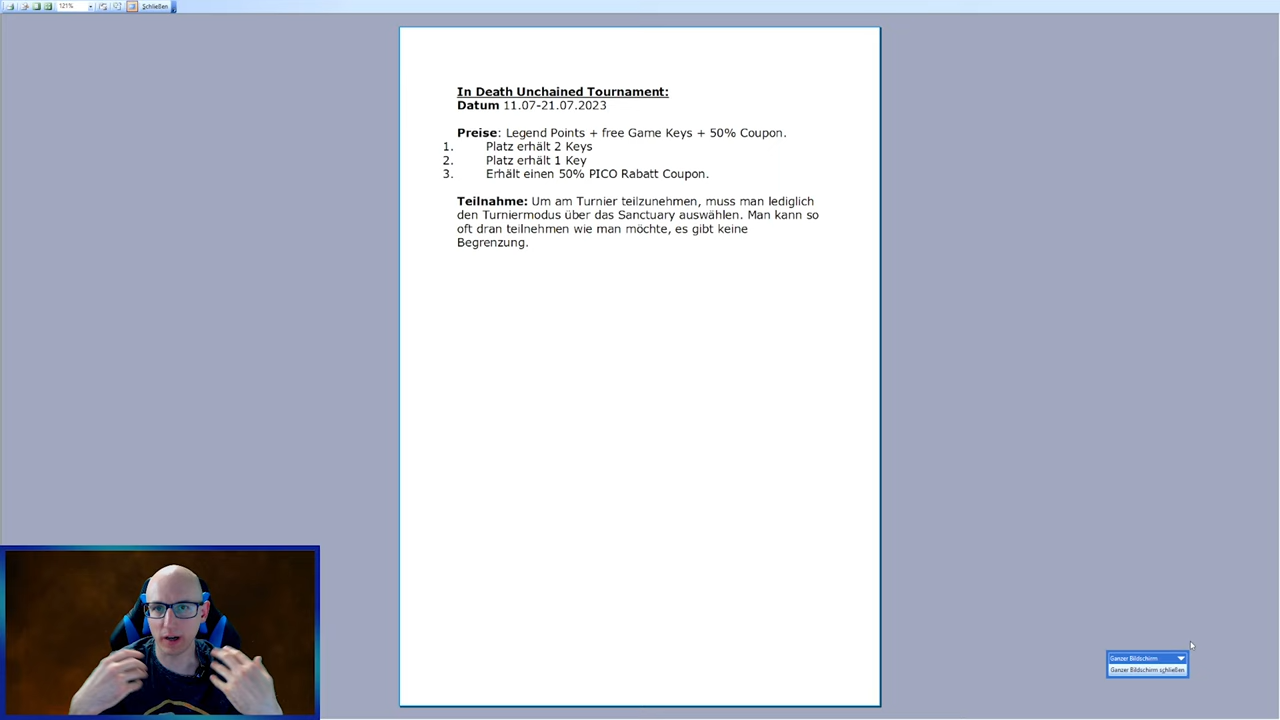 121%
Schließen
In Death Unchained Tournament:
Datum 11.07-21.07.2023
Preise: Legend Points + free Game Keys + 50% Coupon.
1. Platz erhält 2 Keys
2. Platz erhält 1 Key
3. Erhält einen 50% PICO Rabatt Coupon.
Teilnahme: Um am Turnier teilzunehmen, muss man lediglich
den Turniermodus über das Sanctuary auswählen. Man kann so
oft dran teilnehmen wie man möchte, es gibt keine
Begrenzung.
Ganzer Bildschirm
Ganzer Bildschirm schließen